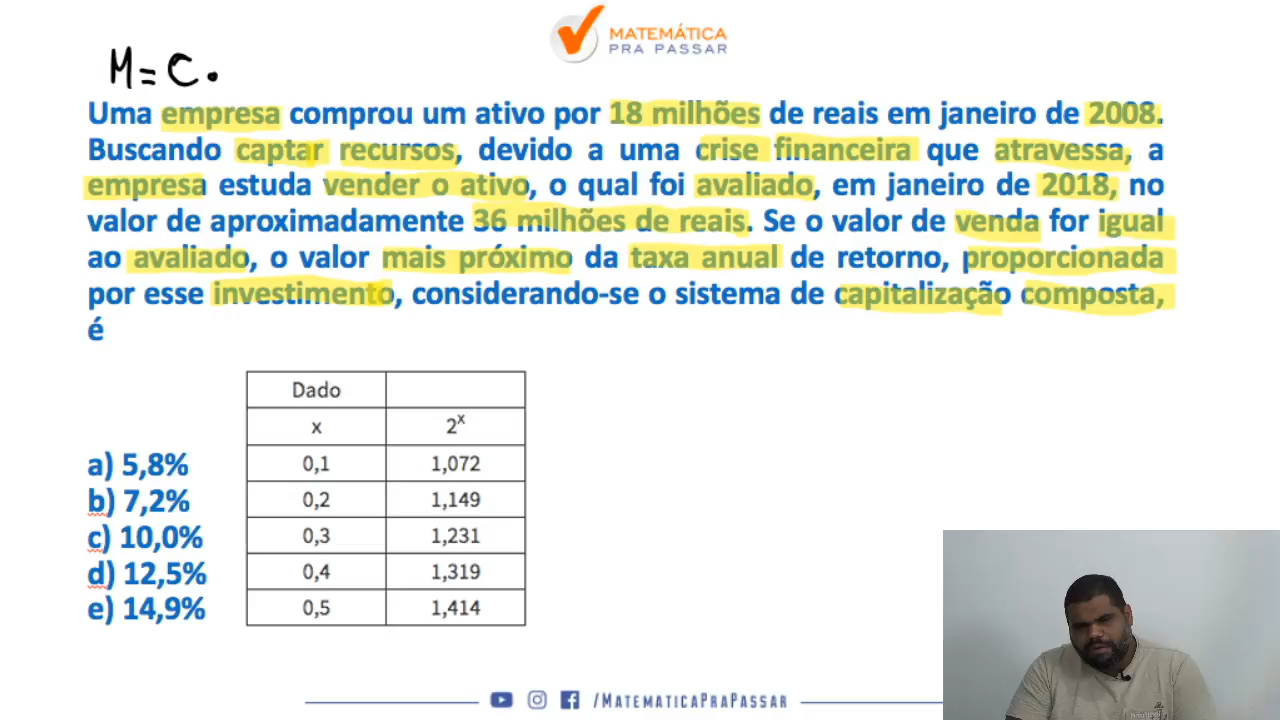 MATEMÁTICA
PRA PASSAR
M = C.
Uma empresa comprou um ativo por 18 milhões de reais em janeiro de 2008.
Buscando captar recursos, devido a uma crise financeira que atravessa, a
empresa estuda vender o ativo, o qual foi avaliado, em janeiro de 2018, no
valor de aproximadamente 36 milhões de reais. Se o valor de venda for igual
ao avaliado, o valor mais próximo da taxa anual de retorno, proporcionada
por esse investimento, considerando-se o sistema de capitalização composta,
é
Dado
x 2^x
a) 5,8% 0,1 1,072
b) 7,2% 0,2 1,149
c) 10,0% 0,3 1,231
d) 12,5% 0,4 1,319
e) 14,9% 0,5 1,414
/MATEMATICAPRAPASSAR